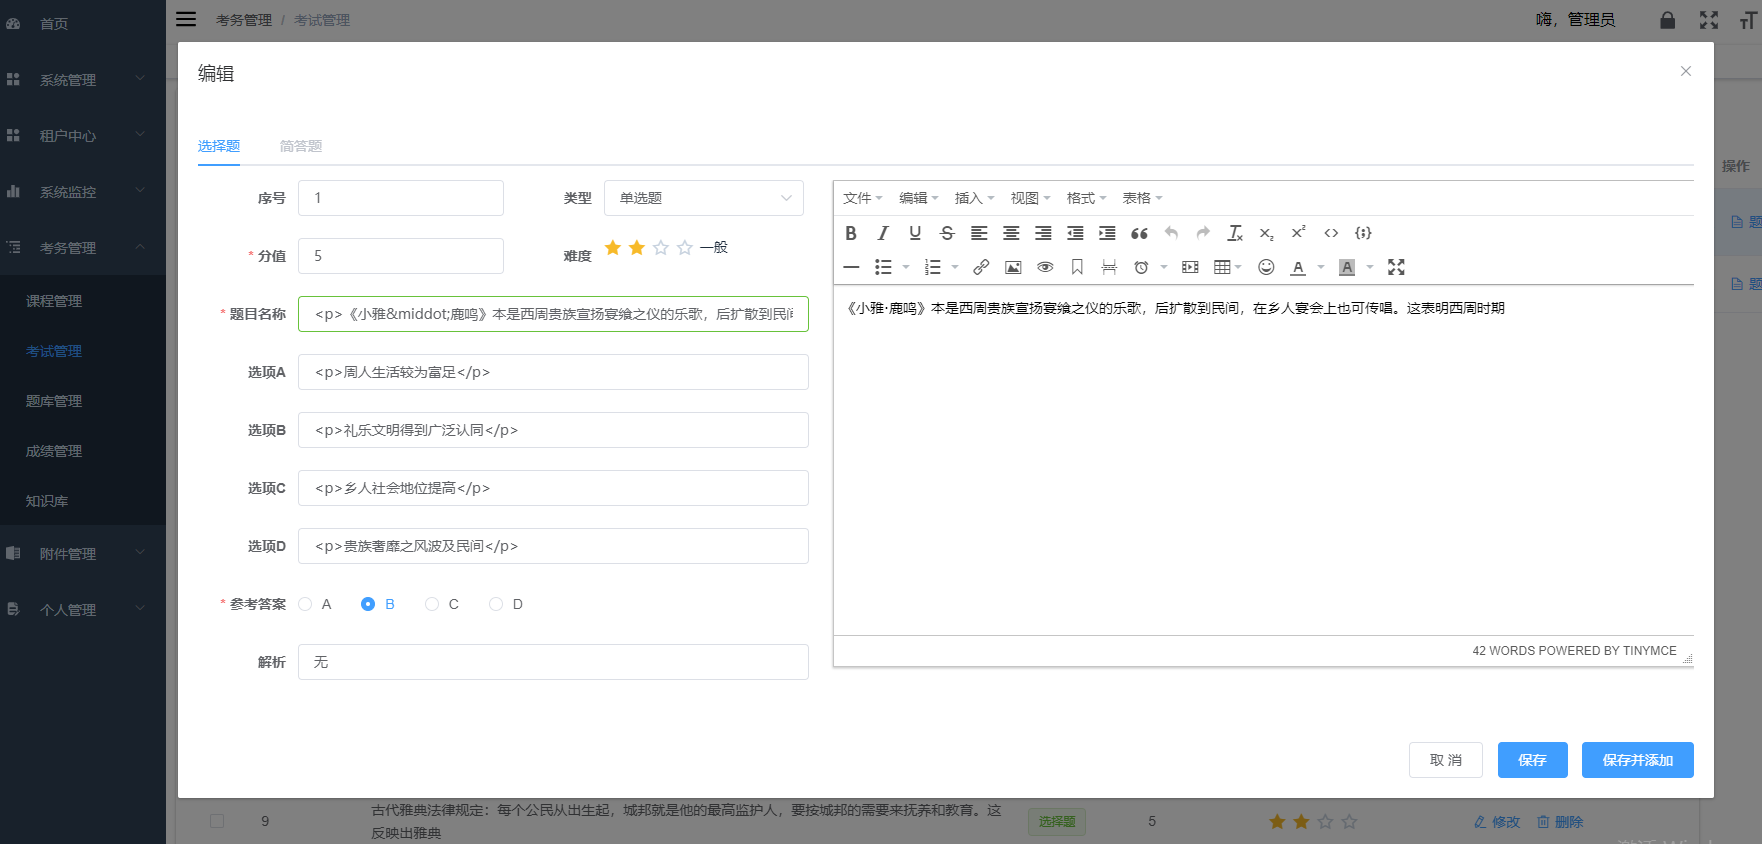 首页
系统管理
租户中心
系统监控
考务管理
课程管理
考试管理
题库管理
成绩管理
知识库
附件管理
个人管理
考务管理 / 考试管理
嗨，管理员
操作
编辑
选择题 简答题
序号 1 类型 单选题
* 分值 5 难度 一般
* 题目名称 <p>《小雅&middot;鹿鸣》本是西周贵族宣扬宴飨之仪的乐歌，后扩散到民间
选项A <p>周人生活较为富足</p>
选项B <p>礼乐文明得到广泛认同</p>
选项C <p>乡人社会地位提高</p>
选项D <p>贵族奢靡之风波及民间</p>
* 参考答案 A B C D
解析 无
文件 编辑 插入 视图 格式 表格
《小雅·鹿鸣》本是西周贵族宣扬宴飨之仪的乐歌，后扩散到民间，在乡人宴会上也可传唱。这表明西周时期
42 WORDS POWERED BY TINYMCE
取 消 保存 保存并添加
题
题
9 古代雅典法律规定：每个公民从出生起，城邦就是他的最高监护人，要按城邦的需要来抚养和教育。这
反映出雅典
选择题 5 修改 删除